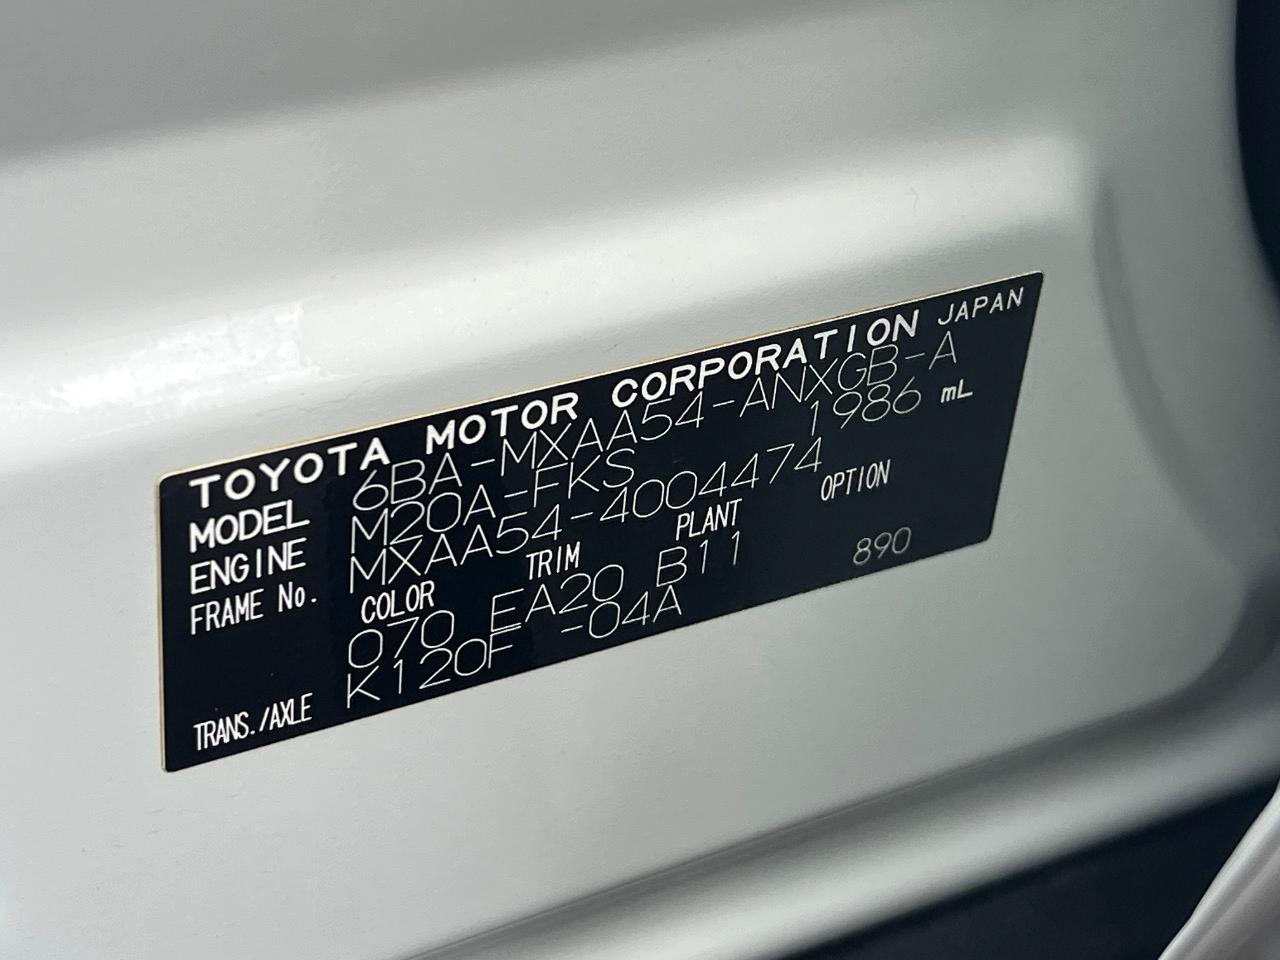 TOYOTA MOTOR CORPORATION JAPAN
MODEL 6BA-MXAA54-ANXGB-A
ENGINE M20A-FKS 1986 mL
FRAME No. MXAA54-4004474
COLOR TRIM PLANT OPTION
070 EA20 B11 890
TRANS./AXLE K120F -04A